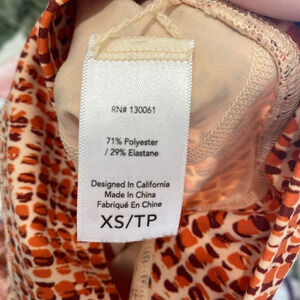 RN# 130061
71% Polyester
/ 29% Elastane
Designed In California
Made In China
Fabriqué En Chine
XS/TP